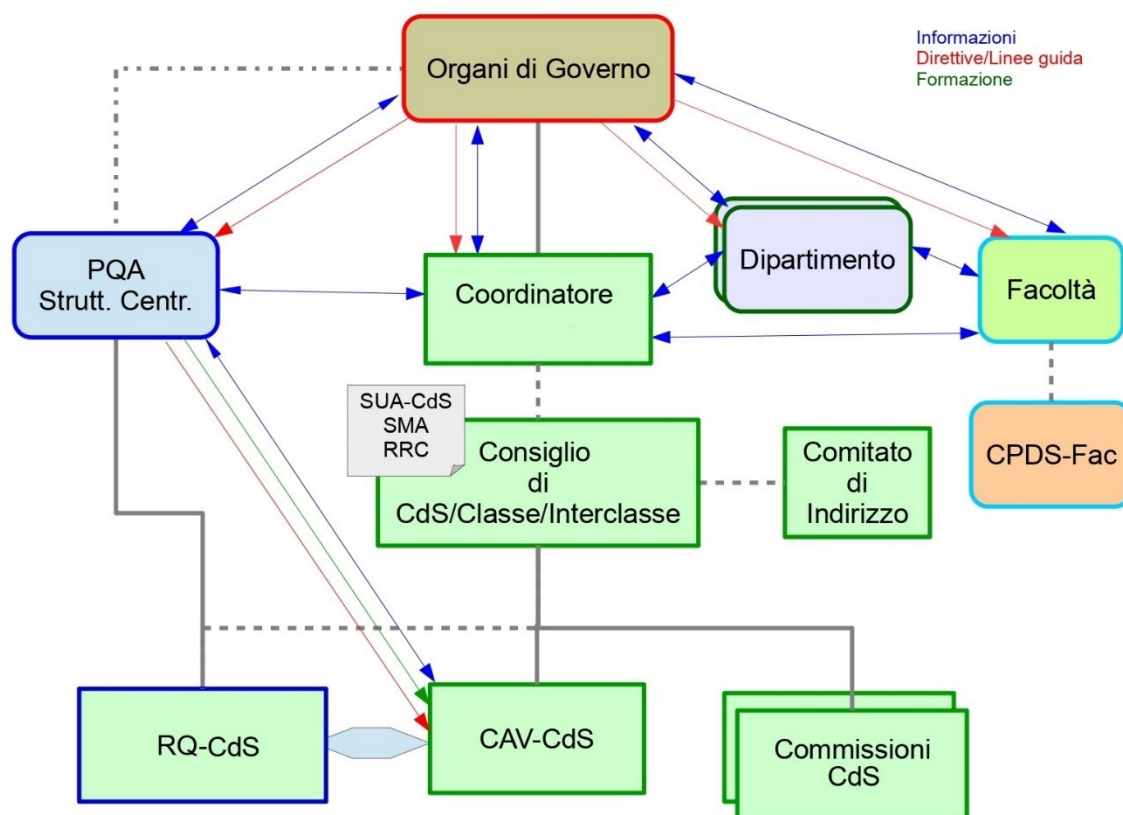 Organi di Governo
Informazioni
Direttive/Linee guida
Formazione
PQA
Strutt. Centr.
Coordinatore
Dipartimento
Facoltà
SUA-CdS
SMA
RRC
Consiglio
di
CdS/Classe/Interclasse
Comitato
di
Indirizzo
CPDS-Fac
RQ-CdS
CAV-CdS
Commissioni
CdS